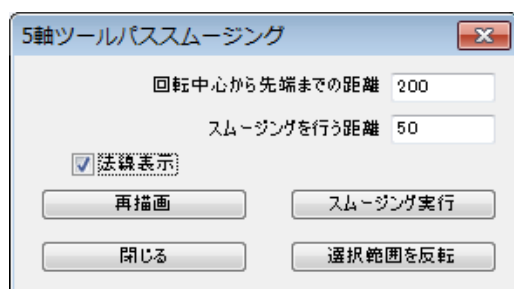 5軸ツールパススムージング
回転中心から先端までの距離 200
スムージングを行う距離 50
法線表示
再描画 スムージング実行
閉じる 選択範囲を反転